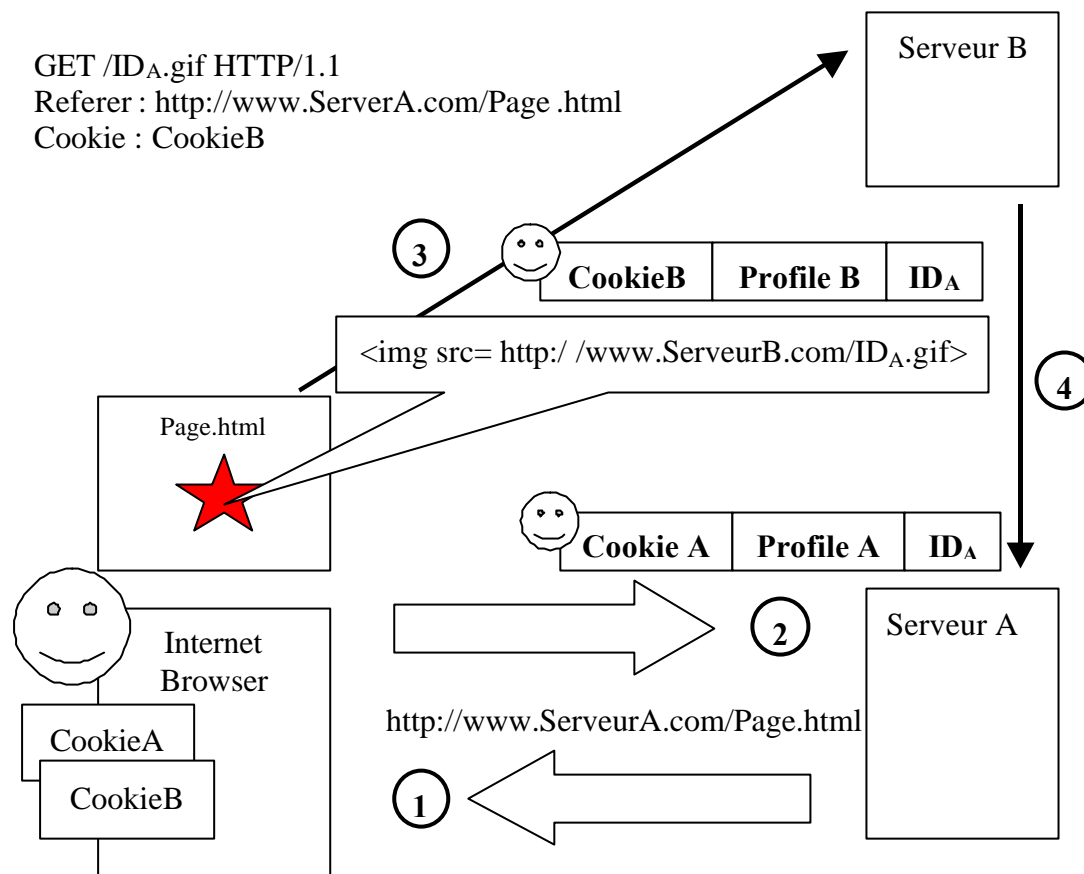 Serveur B
GET /IDA.gif HTTP/1.1
Referer : http://www.ServerA.com/Page .html
Cookie : CookieB
3
CookieB Profile B IDA
<img src= http:/ /www.ServeurB.com/IDA.gif>
4
Page.html
Cookie A Profile A IDA
2
Serveur A
Internet
Browser
http://www.ServeurA.com/Page.html
CookieA
CookieB
1